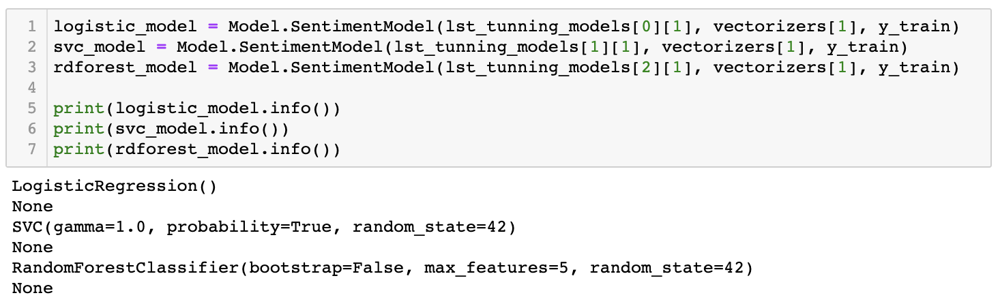 1 logistic_model = Model.SentimentModel(lst_tunning_models[0][1], vectorizers[1], y_train)
2 svc_model = Model.SentimentModel(lst_tunning_models[1][1], vectorizers[1], y_train)
3 rdforest_model = Model.SentimentModel(lst_tunning_models[2][1], vectorizers[1], y_train)
4
5 print(logistic_model.info())
6 print(svc_model.info())
7 print(rdforest_model.info())
LogisticRegression()
None
SVC(gamma=1.0, probability=True, random_state=42)
None
RandomForestClassifier(bootstrap=False, max_features=5, random_state=42)
None